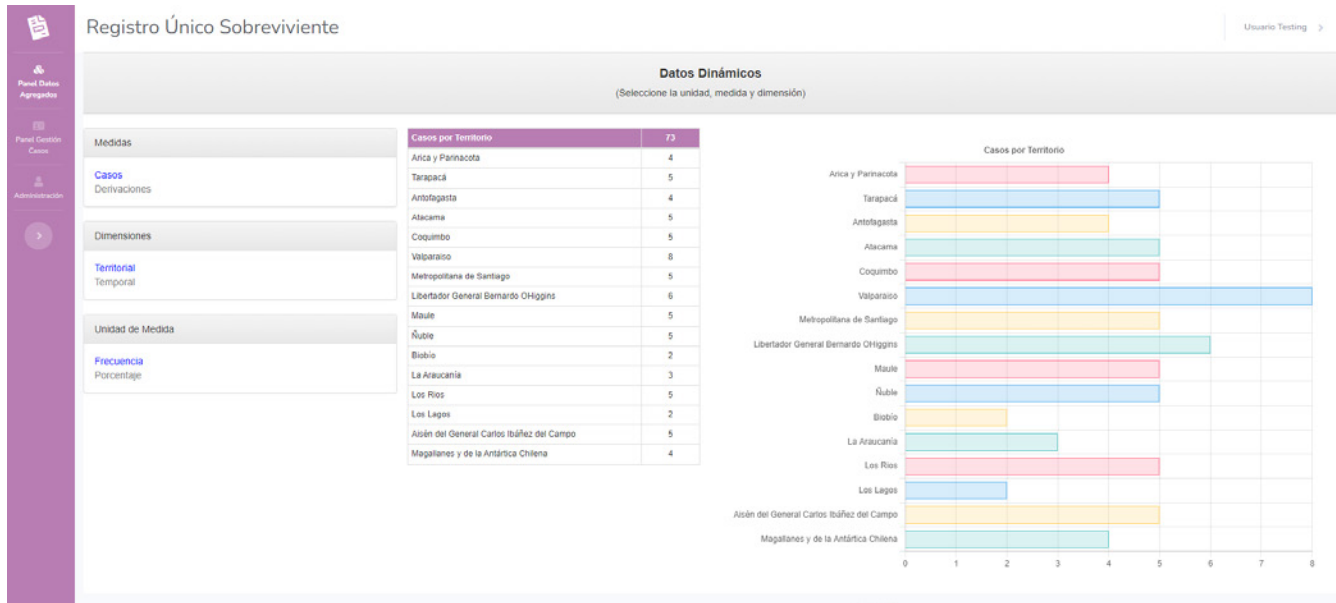 Registro Único Sobreviviente
Usuario Testing
Panel Datos
Agregados
Panel Gestión
Casos
Administración
Datos Dinámicos
(Seleccione la unidad, medida y dimensión)
Medidas
Casos
Derivaciones
Dimensiones
Territorial
Temporal
Unidad de Medida
Frecuencia
Porcentaje
Casos por Territorio 73
Arica y Parinacota 4
Tarapacá 5
Antofagasta 4
Atacama 5
Coquimbo 5
Valparaiso 8
Metropolitana de Santiago 5
Libertador General Bernardo OHiggins 6
Maule 5
Ñuble 5
Biobío 2
La Araucanía 3
Los Rios 5
Los Lagos 2
Aisén del General Carlos Ibáñez del Campo 5
Magallanes y de la Antártica Chilena 4
Casos por Territorio
Arica y Parinacota
Tarapacá
Antofagasta
Atacama
Coquimbo
Valparaiso
Metropolitana de Santiago
Libertador General Bernardo OHiggins
Maule
Ñuble
Biobío
La Araucanía
Los Rios
Los Lagos
Aisén del General Carlos Ibáñez del Campo
Magallanes y de la Antártica Chilena
0 1 2 3 4 5 6 7 8